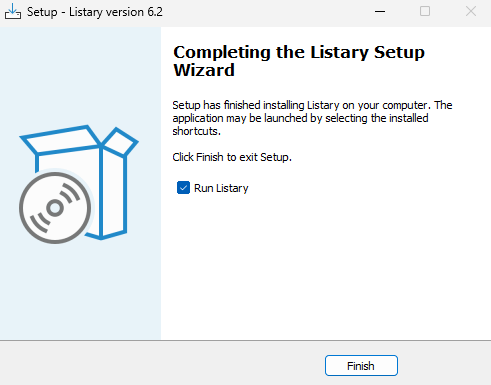 Setup - Listary version 6.2
Completing the Listary Setup
Wizard
Setup has finished installing Listary on your computer. The
application may be launched by selecting the installed
shortcuts.
Click Finish to exit Setup.
Run Listary
Finish